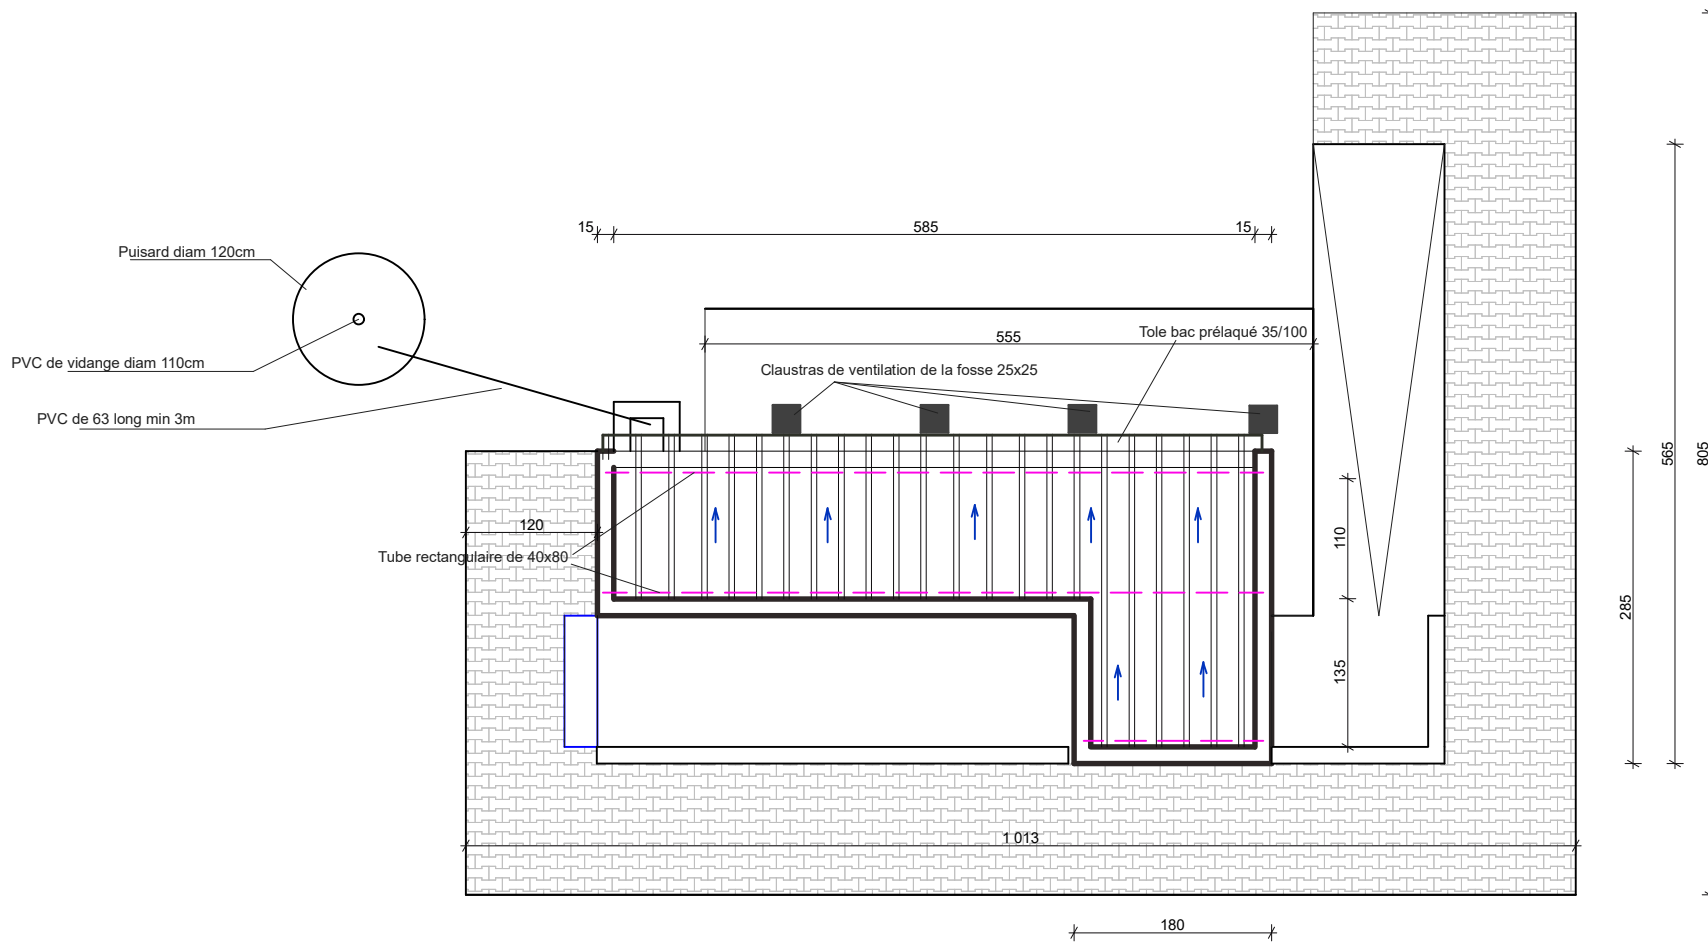 15
585
15
Puisard diam 120cm
555
Tole bac prélaqué 35/100
PVC de vidange diam 110cm
Claustras de ventilation de la fosse 25x25
PVC de 63 long min 3m
565
805
120
110
Tube rectangulaire de 40x80
285
135
1 013
180